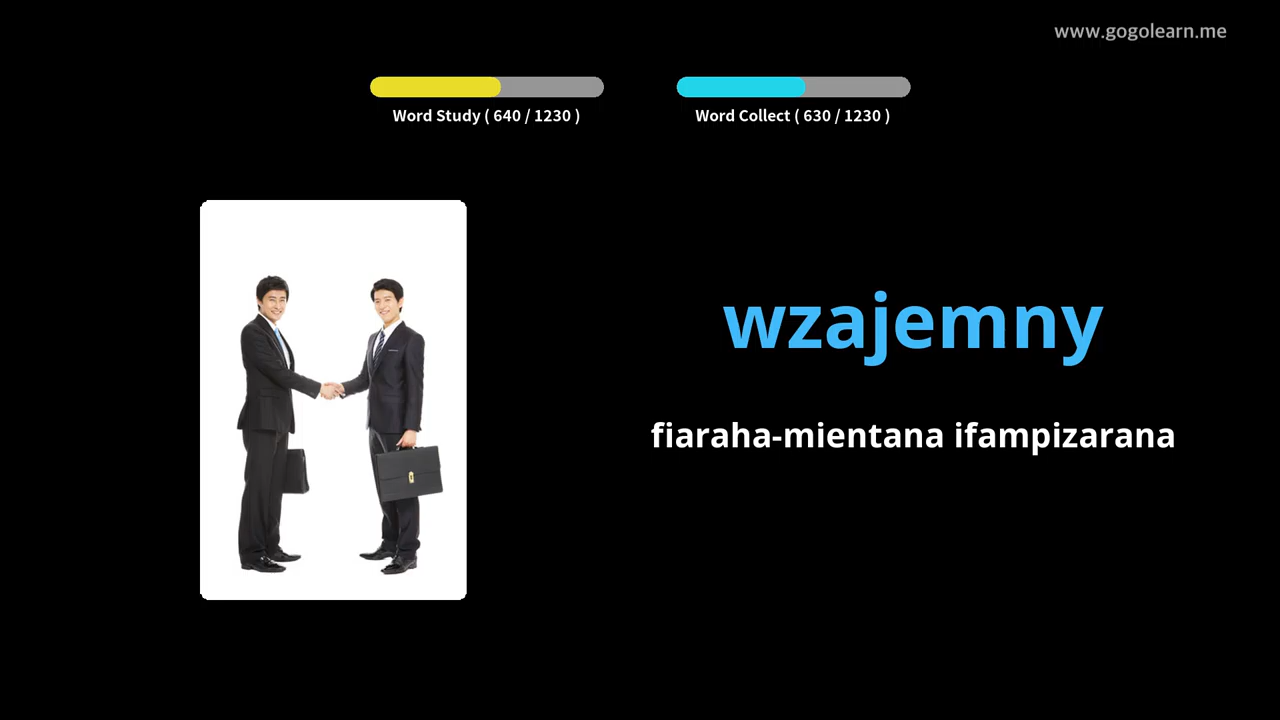 www.gogolearn.me
Word Study ( 640 / 1230 )
Word Collect ( 630 / 1230 )
wzajemny
fiaraha-mientana ifampizarana